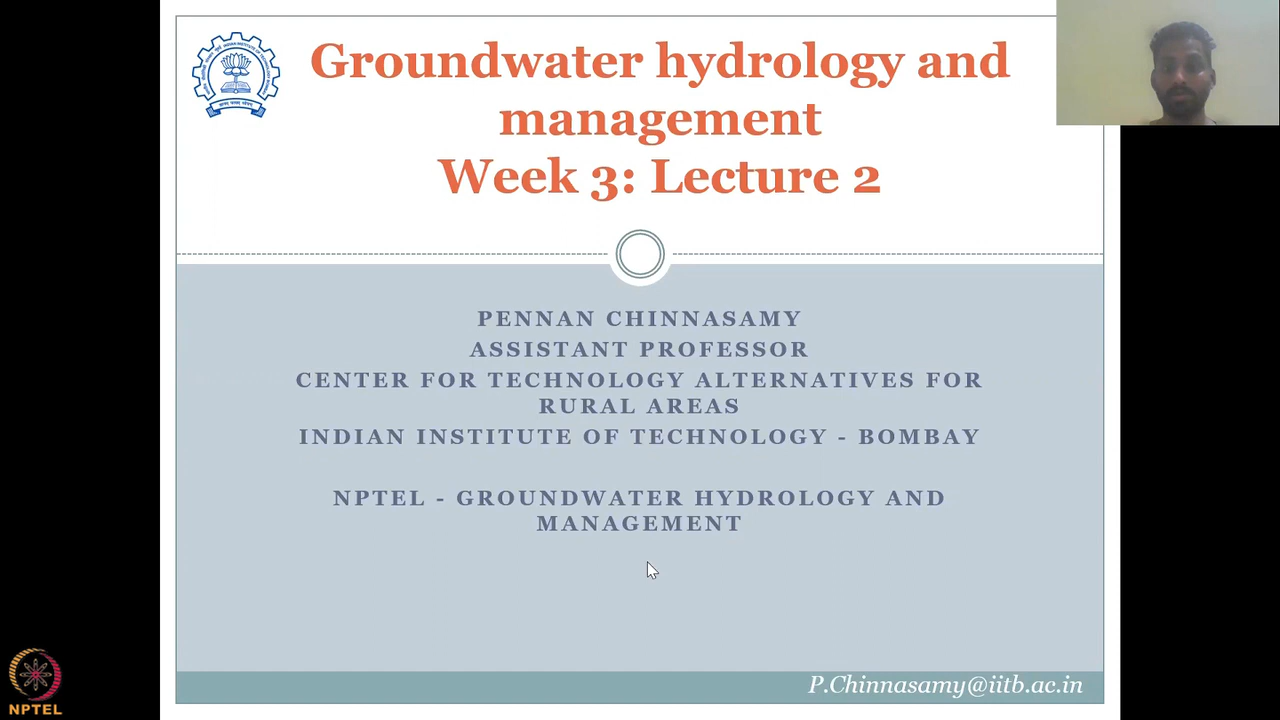 Groundwater hydrology and
management
Week 3: Lecture 2
PENNAN CHINNASAMY
ASSISTANT PROFESSOR
CENTER FOR TECHNOLOGY ALTERNATIVES FOR
RURAL AREAS
INDIAN INSTITUTE OF TECHNOLOGY - BOMBAY
NPTEL - GROUNDWATER HYDROLOGY AND
MANAGEMENT
P.Chinnasamy@iitb.ac.in
NPTEL